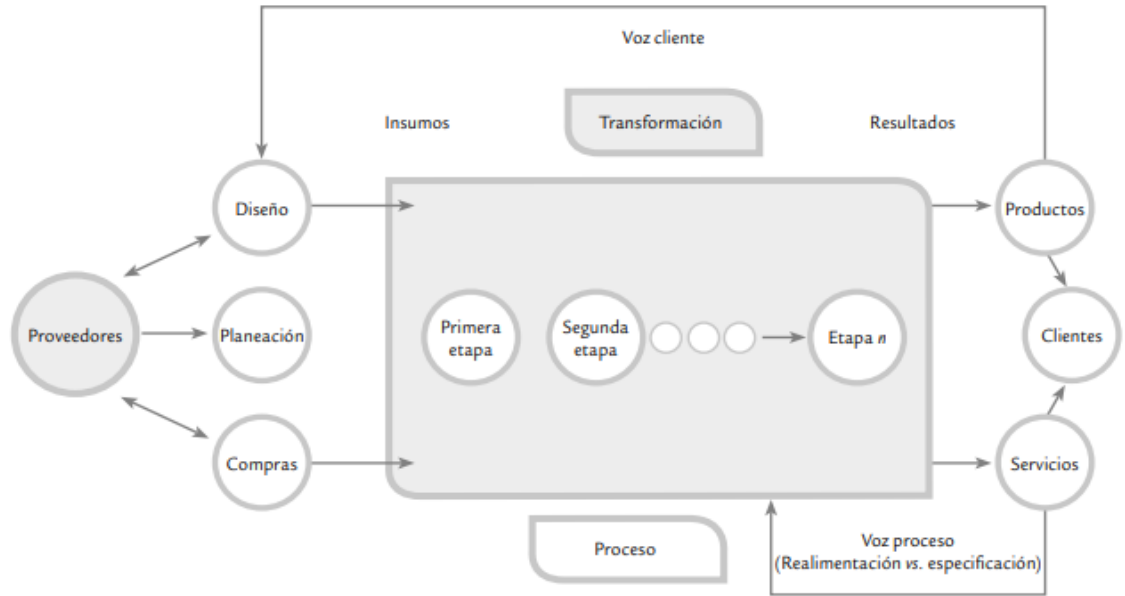 Voz cliente
Insumos
Transformación
Resultados
Diseño
Productos
Proveedores
Planeación
Primera
etapa
Segunda
etapa
Etapa n
Clientes
Compras
Servicios
Proceso
Voz proceso
(Realimentación vs. especificación)